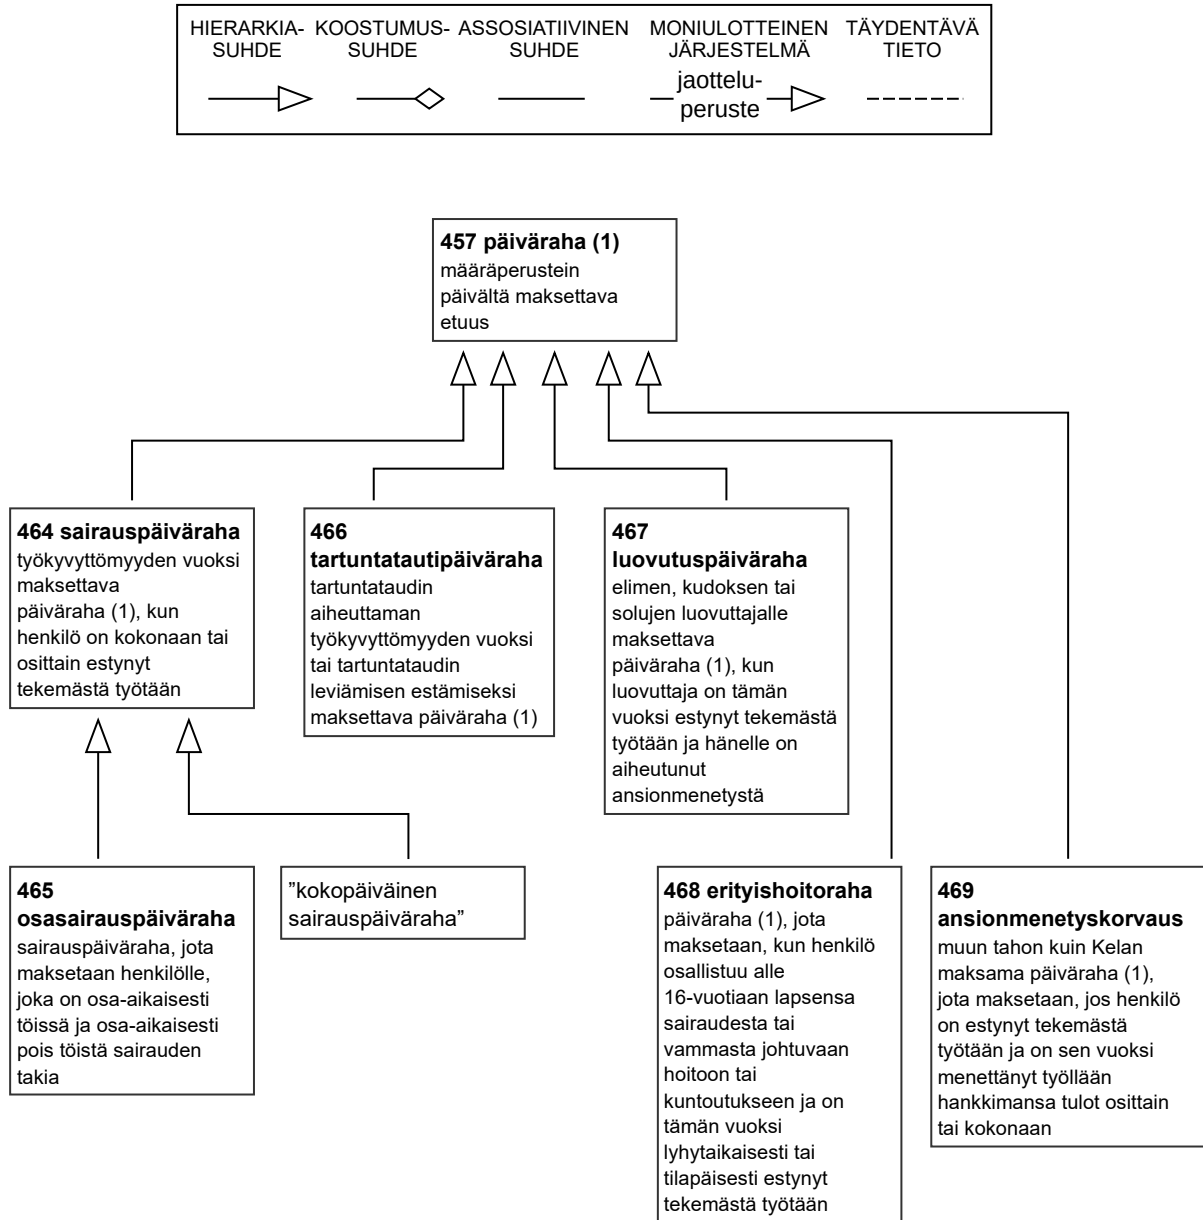 HIERARKIA-
SUHDE
KOOSTUMUS-
SUHDE
ASSOSIATIIVINEN
SUHDE
MONIULOTTEINEN
JÄRJESTELMÄ
jaottelu-
peruste
TÄYDENTÄVÄ
TIETO
457 päiväraha (1)
määräperustein
päivältä maksettava
etuus
464 sairauspäiväraha
työkyvyttömyyden vuoksi
maksettava
päiväraha (1), kun
henkilö on kokonaan tai
osittain estynyt
tekemästä työtään
466
tartuntatautipäiväraha
tartuntataudin
aiheuttaman
työkyvyttömyyden vuoksi
tai tartuntataudin
leviämisen estämiseksi
maksettava päiväraha (1)
467
luovutuspäiväraha
elimen, kudoksen tai
solujen luovuttajalle
maksettava
päiväraha (1), kun
luovuttaja on tämän
vuoksi estynyt tekemästä
työtään ja hänelle on
aiheutunut
ansionmenetystä
465
osasairauspäiväraha
sairauspäiväraha, jota
maksetaan henkilölle,
joka on osa-aikaisesti
töissä ja osa-aikaisesti
pois töistä sairauden
takia
”kokopäiväinen
sairauspäiväraha”
468 erityishoitoraha
päiväraha (1), jota
maksetaan, kun henkilö
osallistuu alle
16-vuotiaan lapsensa
sairaudesta tai
vammasta johtuvaan
hoitoon tai
kuntoutukseen ja on
tämän vuoksi
lyhytaikaisesti tai
tilapäisesti estynyt
tekemästä työtään
469
ansionmenetyskorvaus
muun tahon kuin Kelan
maksama päiväraha (1),
jota maksetaan, jos henkilö
on estynyt tekemästä
työtään ja on sen vuoksi
menettänyt työllään
hankkimansa tulot osittain
tai kokonaan